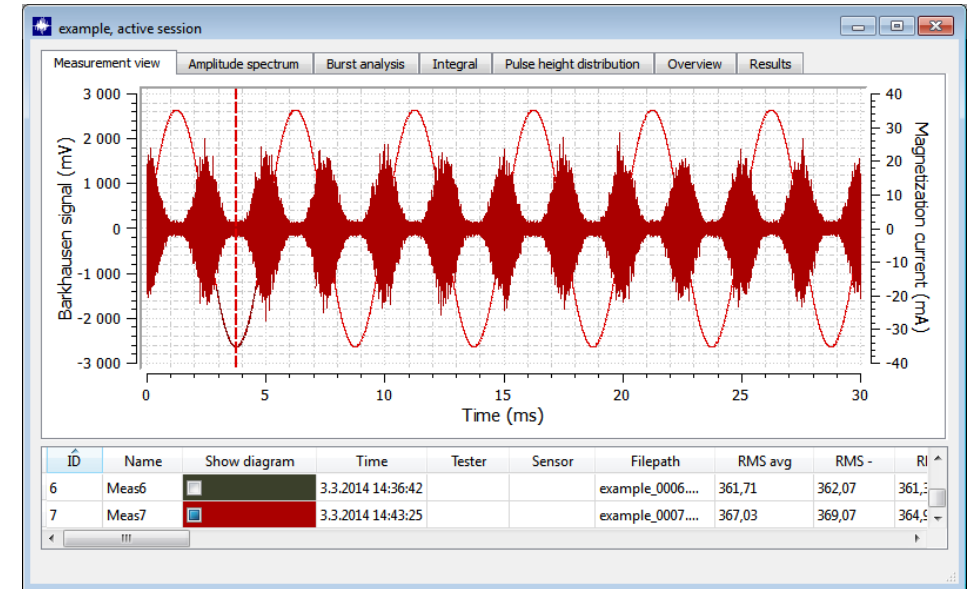 example, active session
Measurement view Amplitude spectrum Burst analysis Integral Pulse height distribution Overview Results
3 000 40
30
2 000
20
1 000
10
0 0
-10
-1 000
-20
-2 000
-30
-3 000 -40
Barkhausen signal (mV)
Magnetization current (mA)
0 5 10 15 20 25 30
Time (ms)
ID Name Show diagram Time Tester Sensor Filepath RMS avg RMS -
6 Meas6 3.3.2014 14:36:42 example_0006.... 361,71 362,07
7 Meas7 3.3.2014 14:43:25 example_0007.... 367,03 369,07